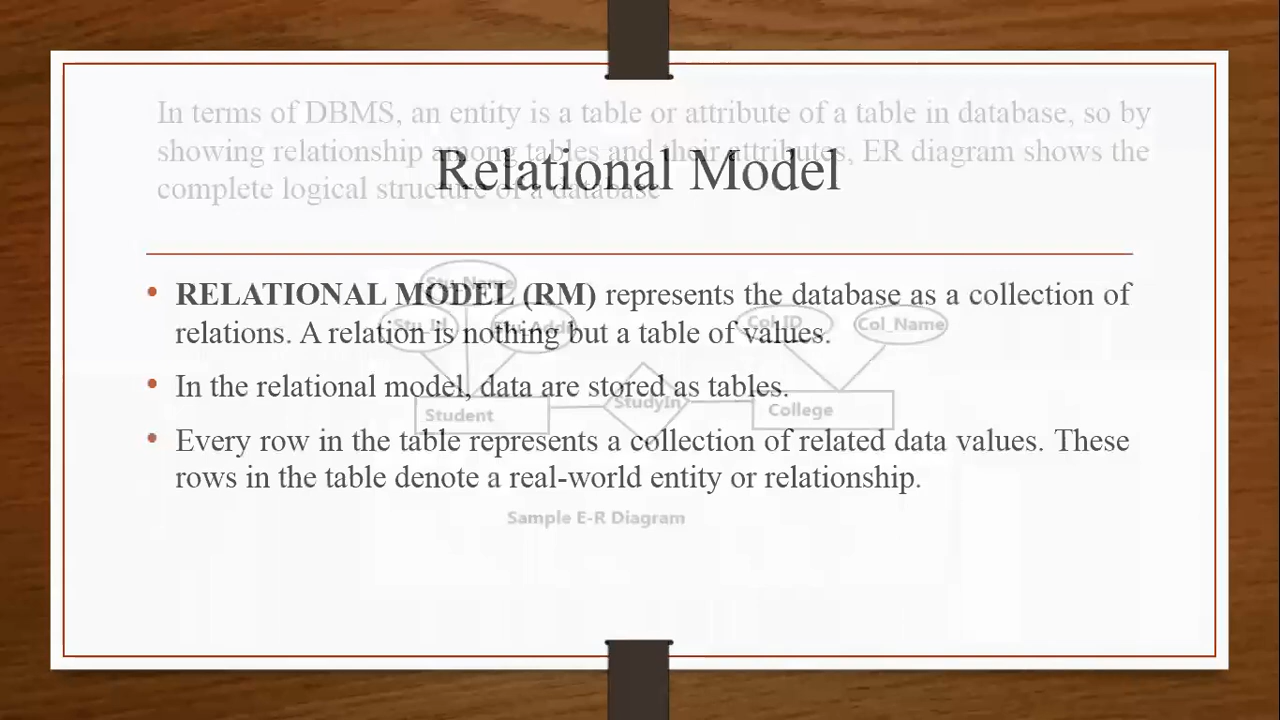 In terms of DBMS, an entity is a table or attribute of a table in database, so by
showing relationship among tables and their attributes, ER diagram shows the
complete logical structure of a database
Relational Model
• RELATIONAL MODEL (RM) represents the database as a collection of
relations. A relation is nothing but a table of values.
• In the relational model, data are stored as tables.
• Every row in the table represents a collection of related data values. These
rows in the table denote a real-world entity or relationship.
Stu_Name
Stu_Id
Stu_Addr
Col_ID
Col_Name
Student
StudyIn
College
Sample E-R Diagram